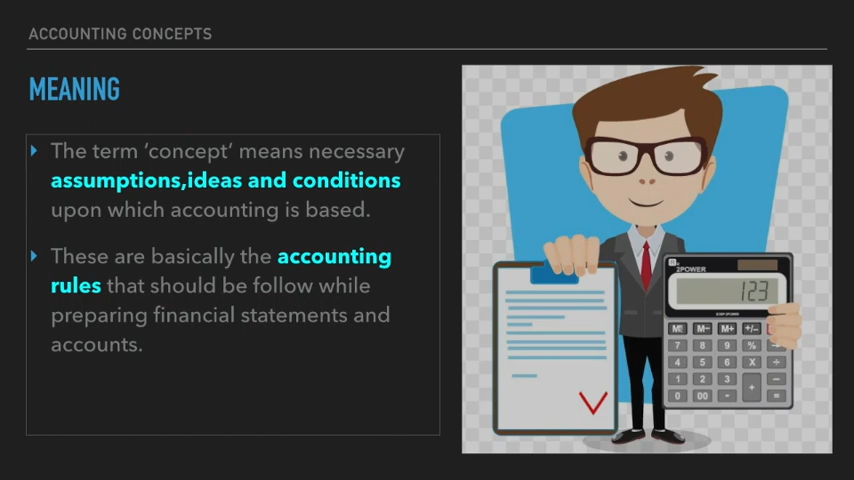 ACCOUNTING CONCEPTS
MEANING
The term ‘concept’ means necessary
assumptions,ideas and conditions
upon which accounting is based.
These are basically the accounting
rules that should be follow while
preparing financial statements and
accounts.
2POWER
123
M- M+ +/-
7 8 9 %
4 5 6 X ÷
1 2 3 + −
0 00 · =